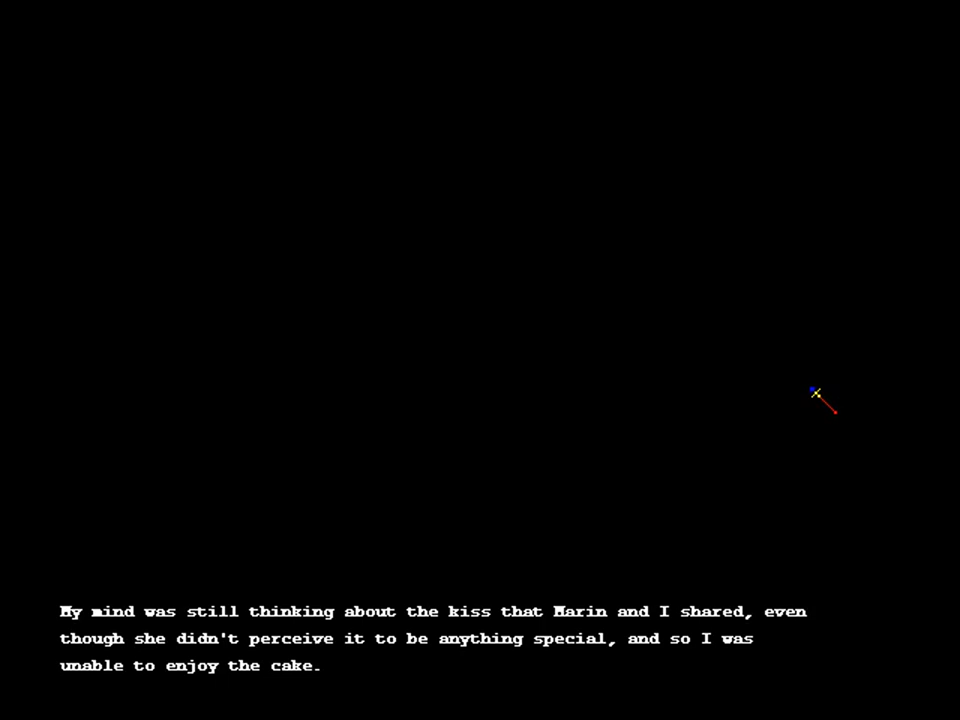 My mind was still thinking about the kiss that Marin and I shared, even
though she didn't perceive it to be anything special, and so I was
unable to enjoy the cake.